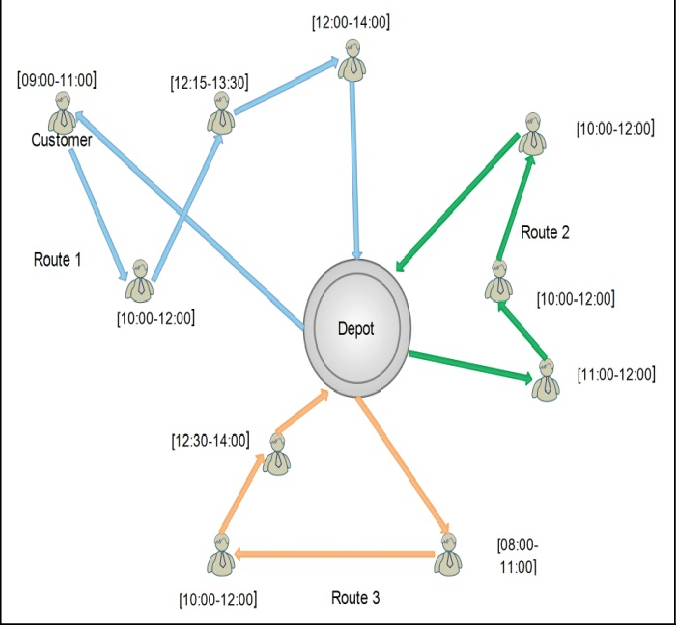 [12:00-14:00]
[09:00-11:00]
[12:15-13:30]
Customer
[10:00-12:00]
Route 2
Route 1
[10:00-12:00]
[10:00-12:00]
Depot
[11:00-12:00]
[12:30-14:00]
[08:00-
11:00]
[10:00-12:00]
Route 3